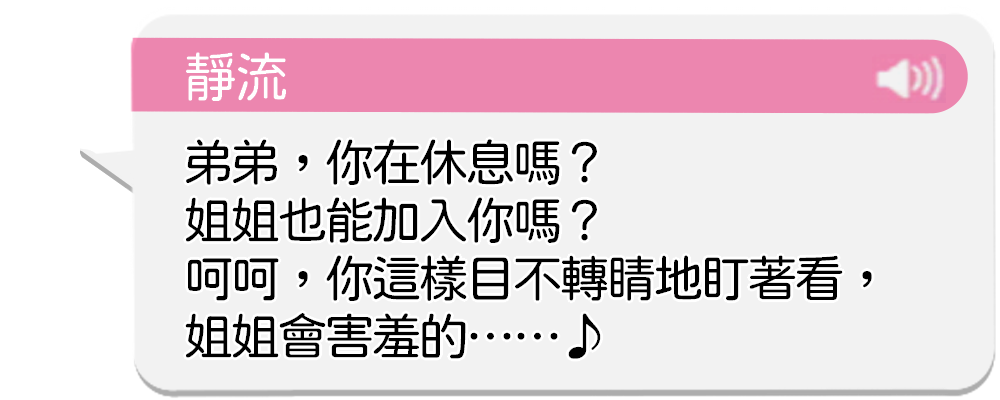 靜流
弟弟，你在休息嗎？
姐姐也能加入你嗎？
呵呵，你這樣目不轉睛地盯著看，
姐姐會害羞的……♪